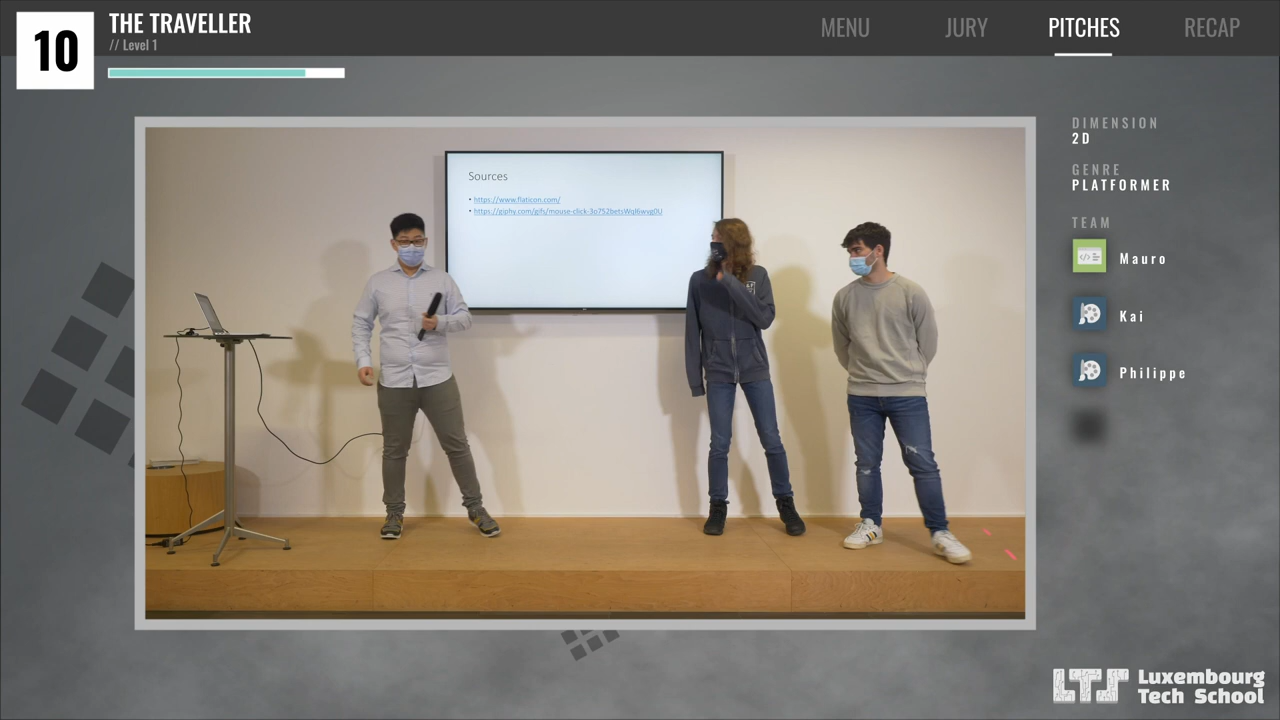 10
THE TRAVELLER
// Level 1
MENU
JURY
PITCHES
RECAP
DIMENSION
2D
GENRE
PLATFORMER
TEAM
Mauro
Kai
Philippe
Sources
• https://www.flaticon.com/
LTS
Luxembourg
Tech School